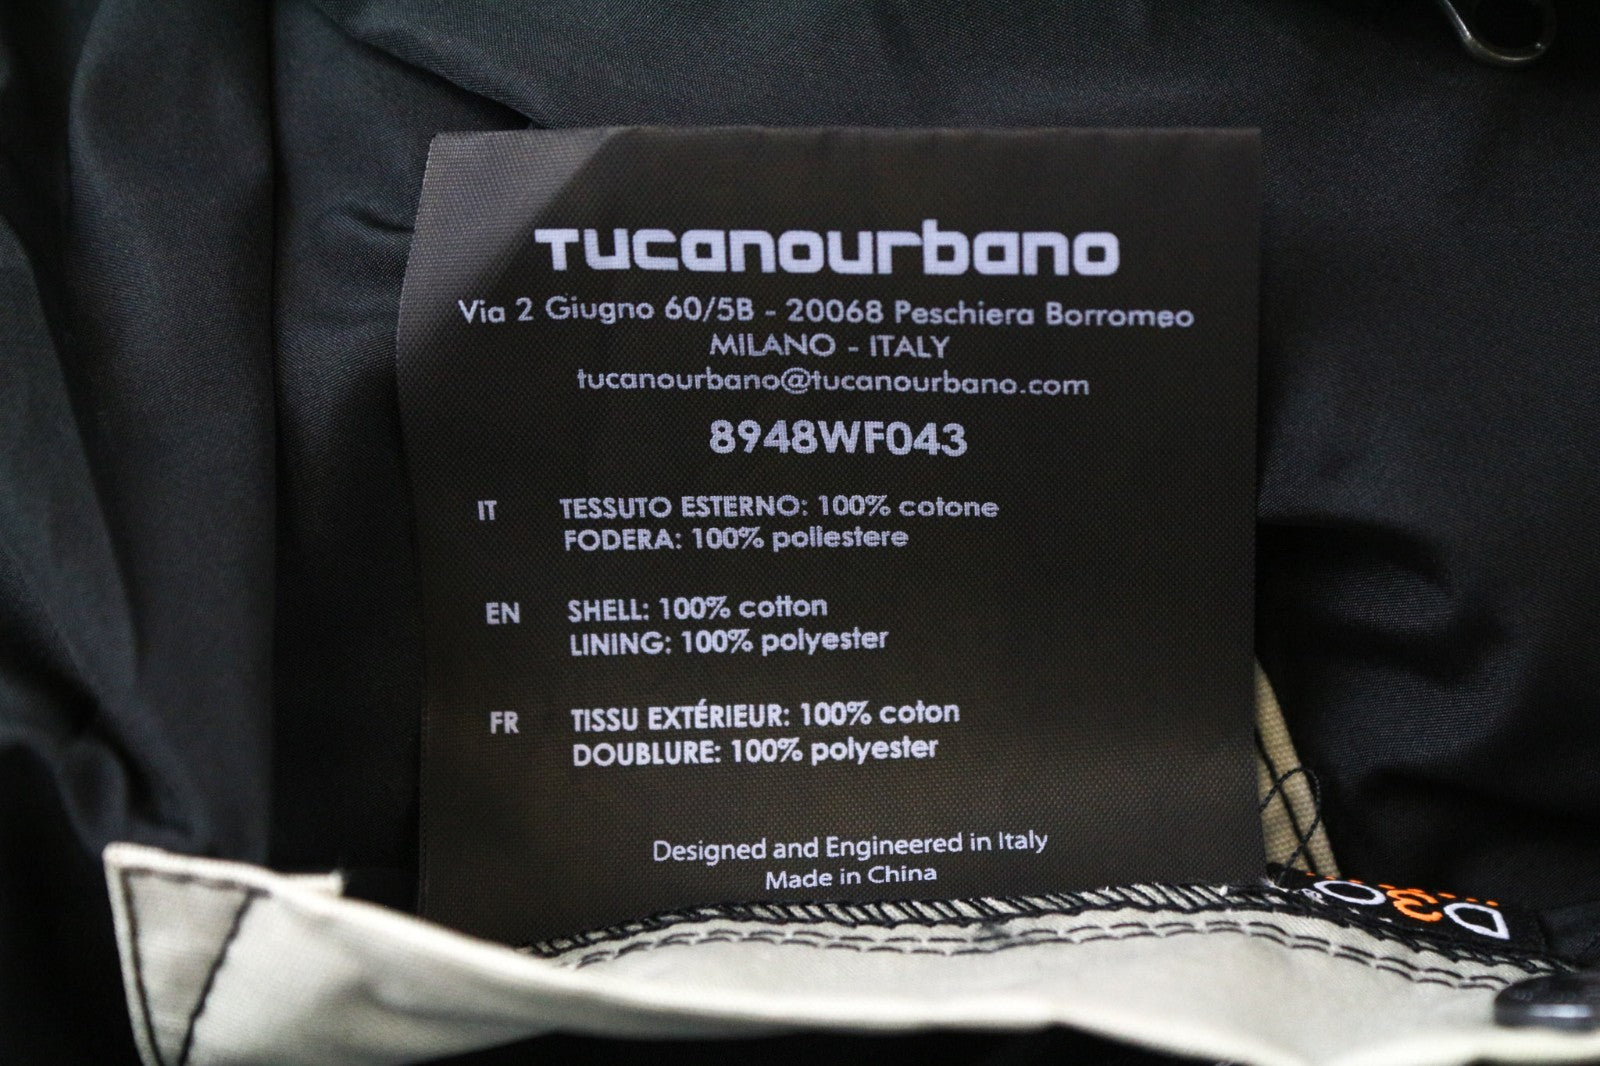 TUCANOURBANO
Via 2 Giugno 60/5B - 20068 Peschiera Borromeo
MILANO - ITALY
tucanourbano@tucanourbano.com
8948WF043
IT TESSUTO ESTERNO: 100% cotone
FODERA: 100% poliestere
EN SHELL: 100% cotton
LINING: 100% polyester
FR TISSU EXTÉRIEUR: 100% coton
DOUBLURE: 100% polyester
Designed and Engineered in Italy
Made in China